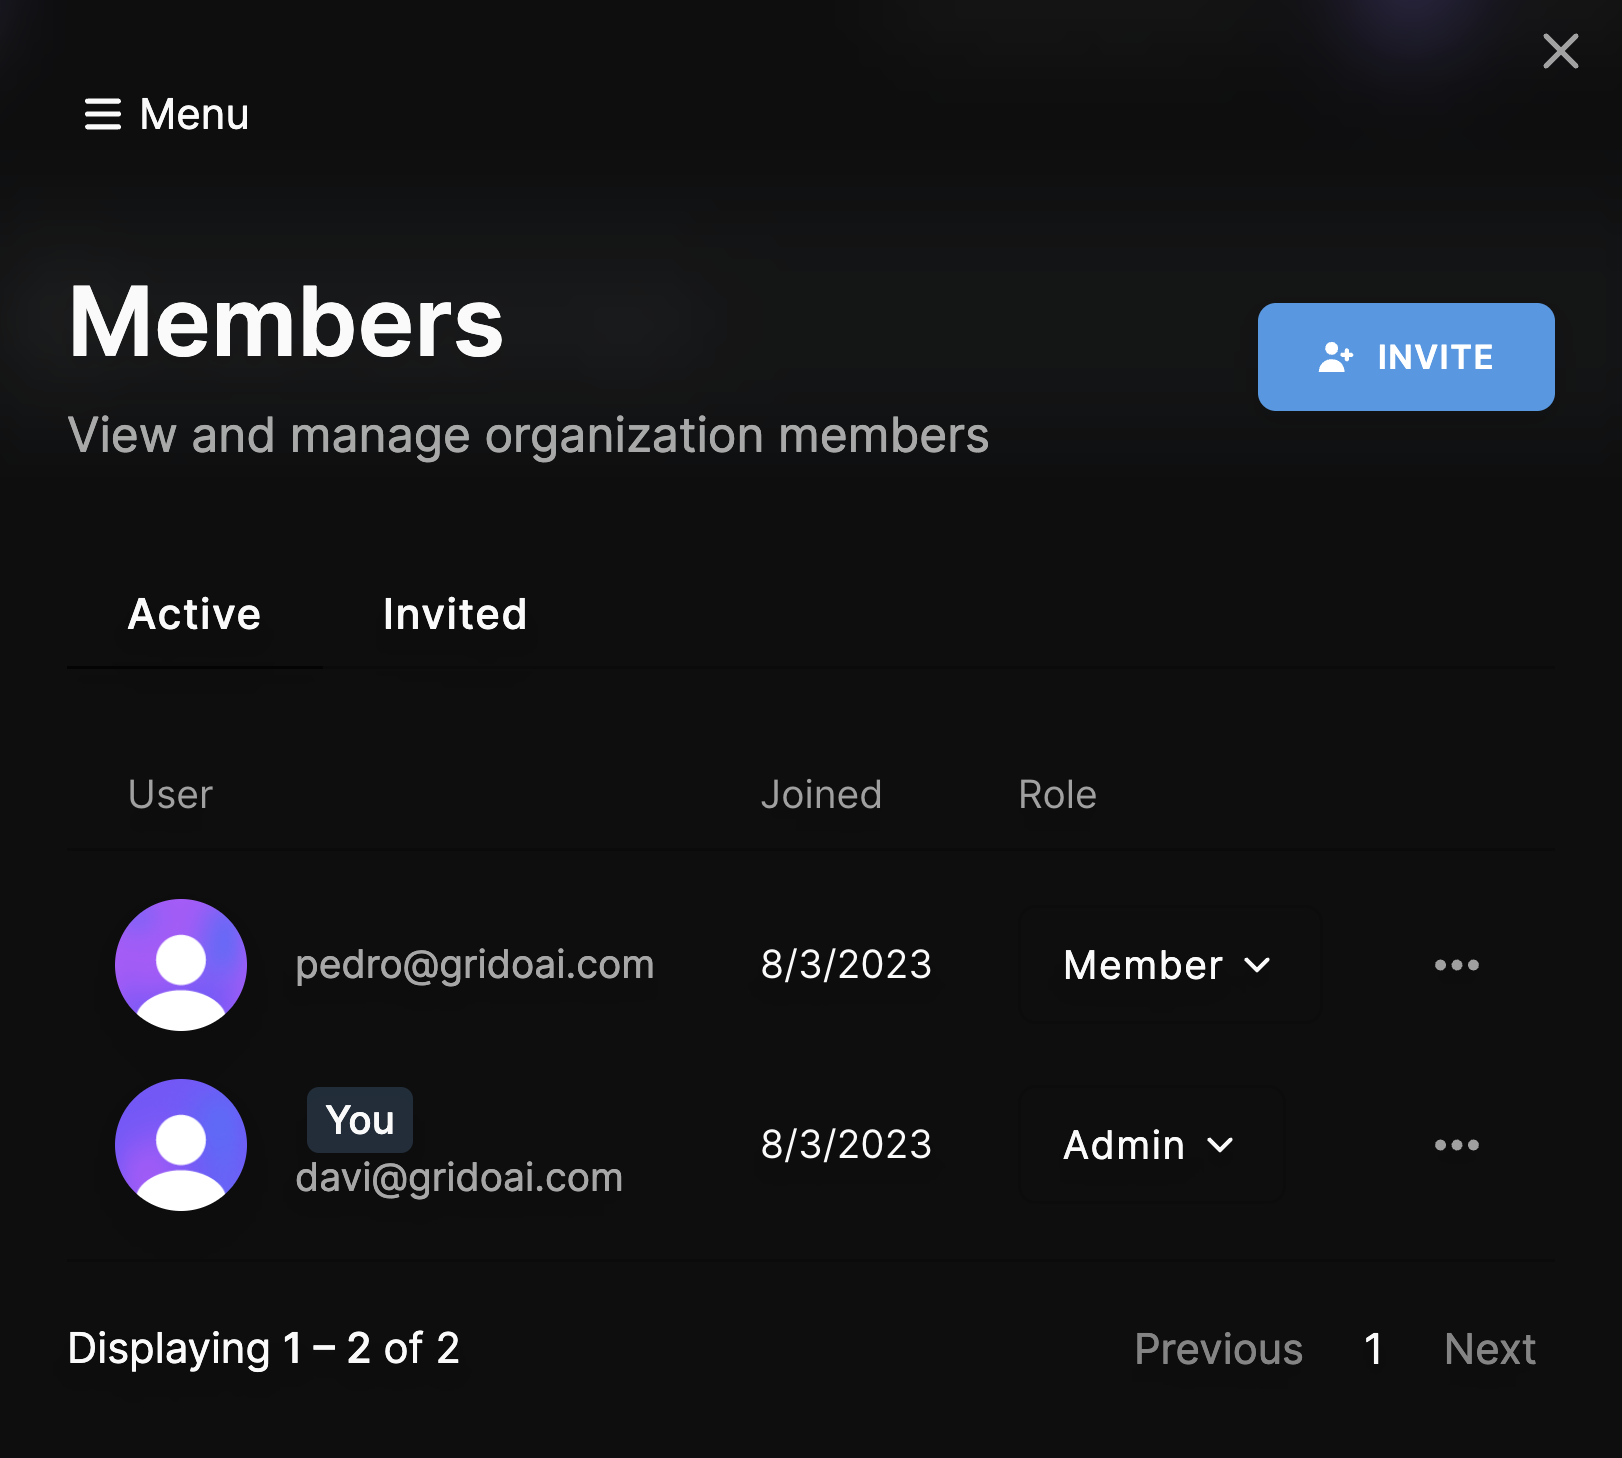 Menu
Members
INVITE
View and manage organization members
Active Invited
User Joined Role
pedro@gridoai.com 8/3/2023 Member
You
davi@gridoai.com 8/3/2023 Admin
Displaying 1 – 2 of 2 Previous 1 Next